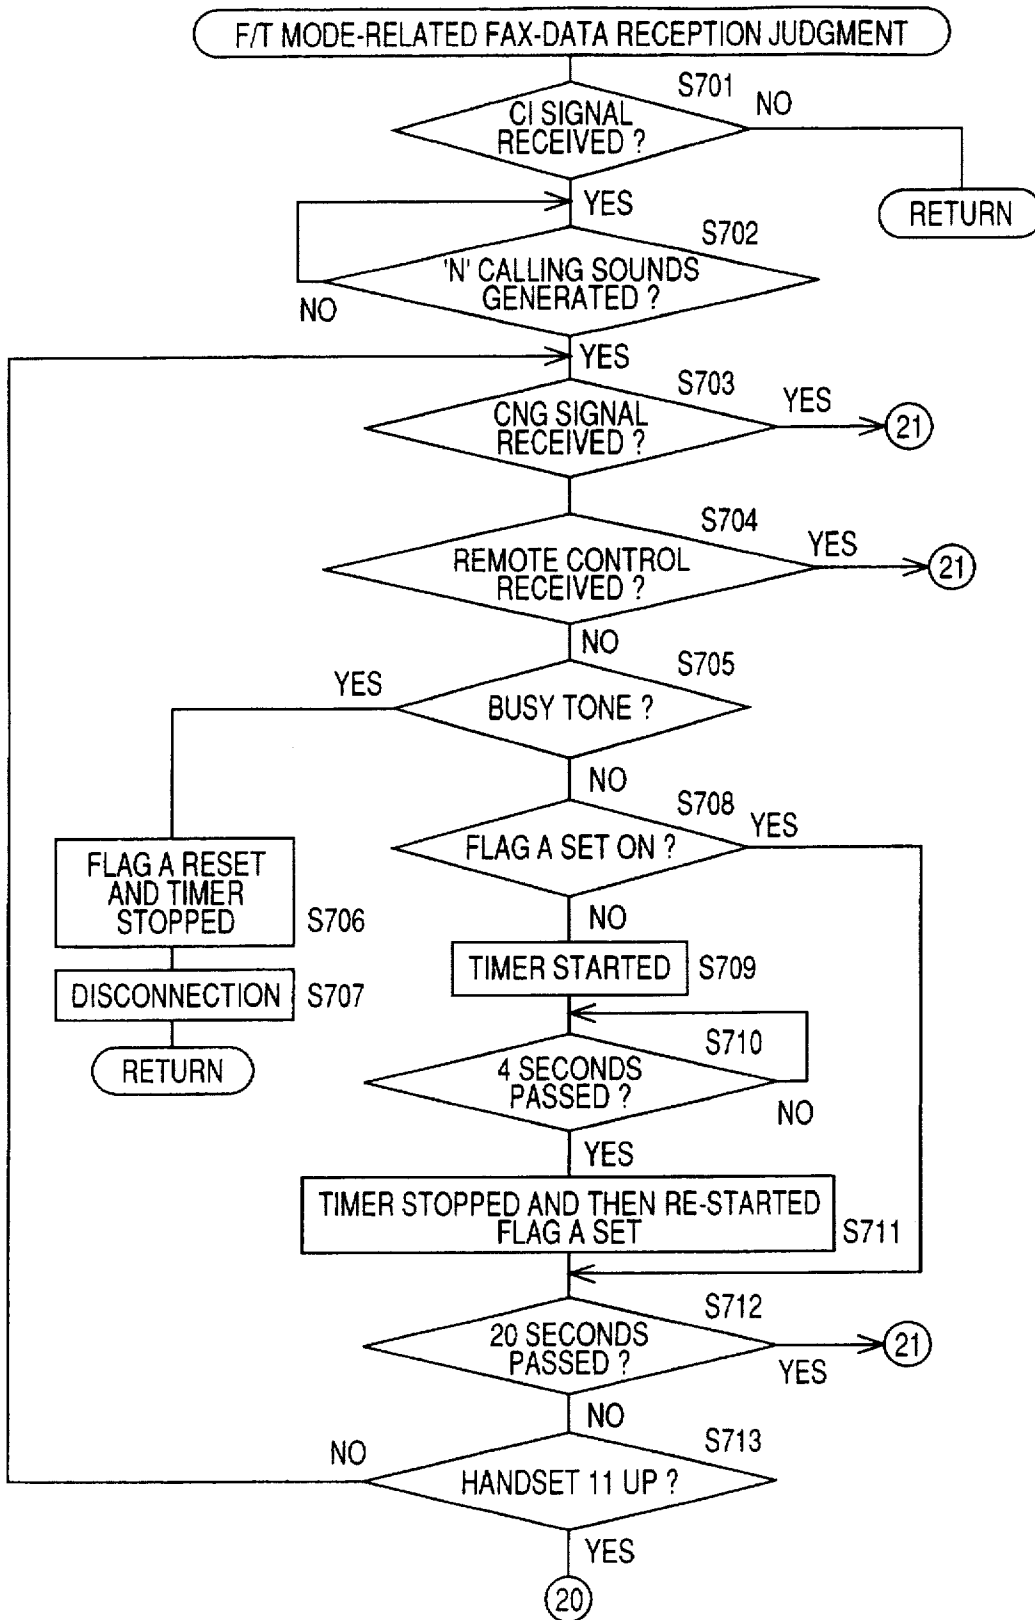 F/T MODE-RELATED FAX-DATA RECEPTION JUDGMENT
S701
CI SIGNAL
RECEIVED ?
NO
RETURN
YES
S702
'N' CALLING SOUNDS
GENERATED ?
NO
YES
S703
CNG SIGNAL
RECEIVED ?
YES
21
S704
REMOTE CONTROL
RECEIVED ?
YES
21
NO
S705
YES
BUSY TONE ?
NO
S708
FLAG A SET ON ?
YES
FLAG A RESET
AND TIMER
STOPPED
S706
NO
TIMER STARTED
S709
DISCONNECTION
S707
RETURN
S710
4 SECONDS
PASSED ?
NO
YES
TIMER STOPPED AND THEN RE-STARTED
FLAG A SET
S711
S712
20 SECONDS
PASSED ?
YES
21
NO
S713
NO
HANDSET 11 UP ?
YES
20